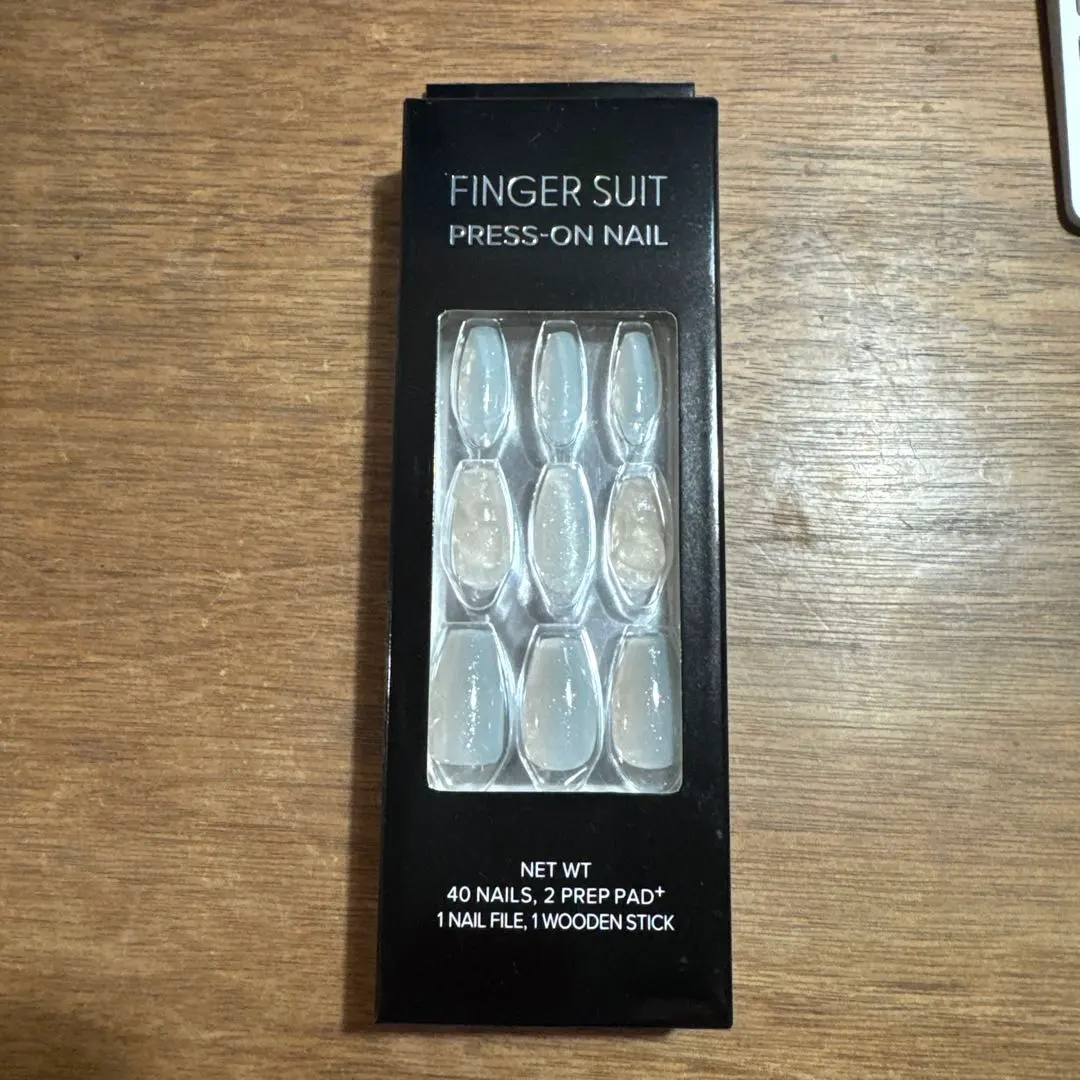 FINGER SUIT
PRESS-ON NAIL
NET WT
40 NAILS, 2 PREP PAD⁺
1 NAIL FILE, 1 WOODEN STICK